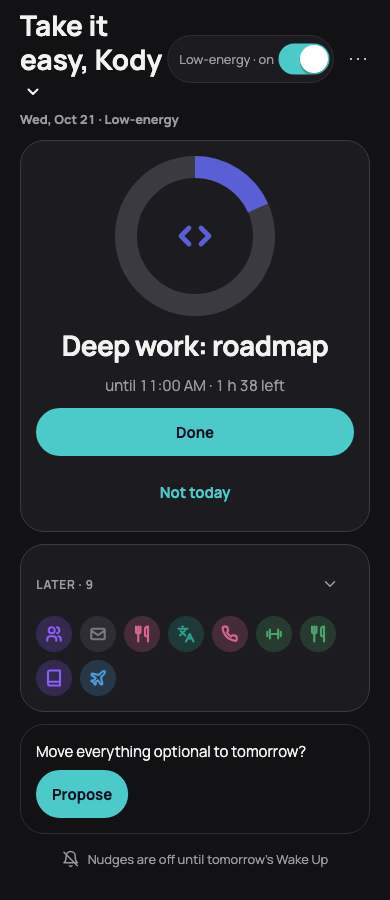 Take it
easy, Kody
Low-energy · on
Wed, Oct 21 · Low-energy
Deep work: roadmap
until 11:00 AM · 1 h 38 left
Done
Not today
LATER · 9
Move everything optional to tomorrow?
Propose
Nudges are off until tomorrow's Wake Up